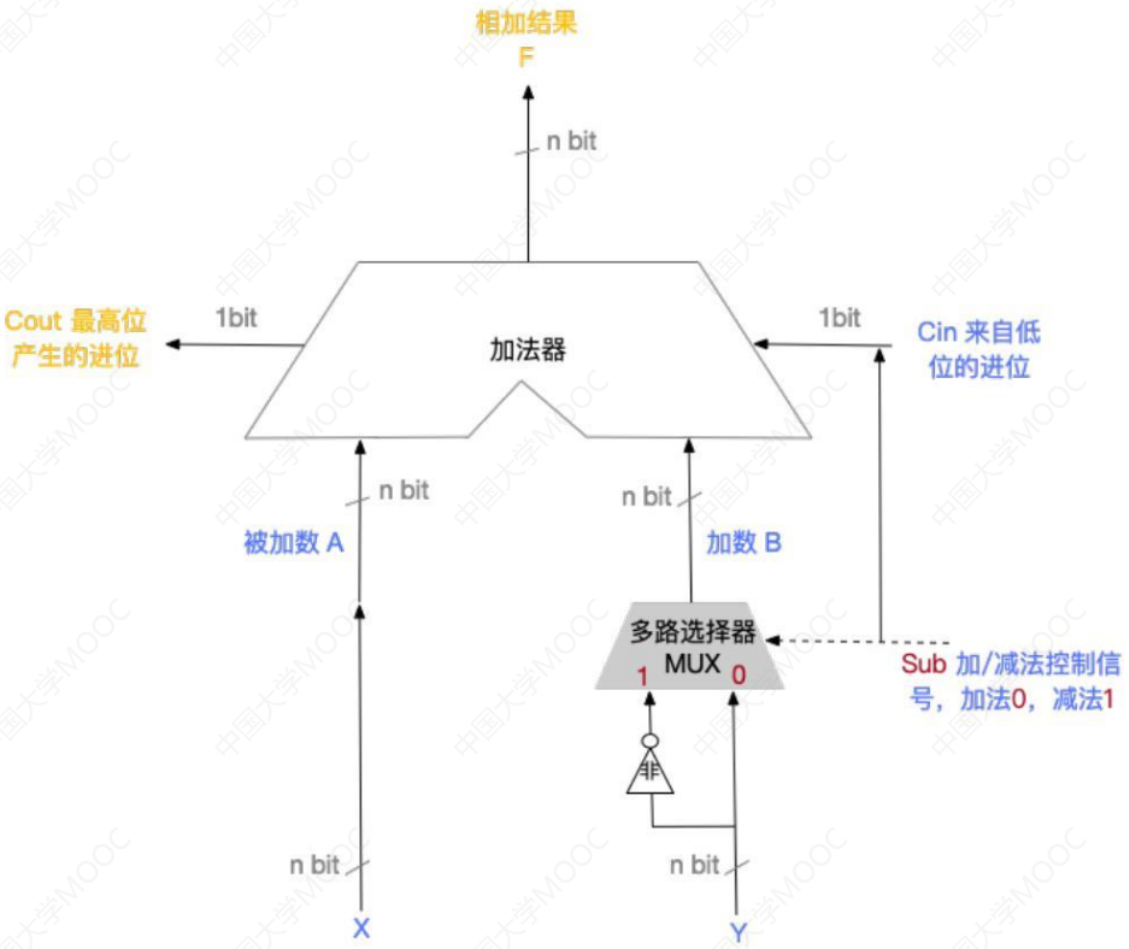 相加结果
F
n bit
Cout 最高位
产生的进位
1bit
加法器
1bit
Cin 来自低
位的进位
n bit
被加数 A
n bit
加数 B
多路选择器
MUX
1
0
Sub 加/减法控制信
号，加法0，减法1
非
n bit
n bit
X
Y
中国大学MOOC